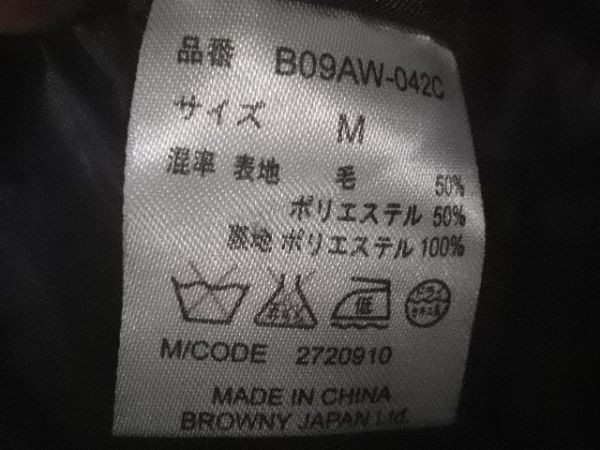 品番 B09AW-042C
サイズ M
混率 表地 毛 50%
ポリエステル 50%
裏地 ポリエステル 100%
低
M/CODE 2720910
MADE IN CHINA
BROWNY JAPAN Ltd.